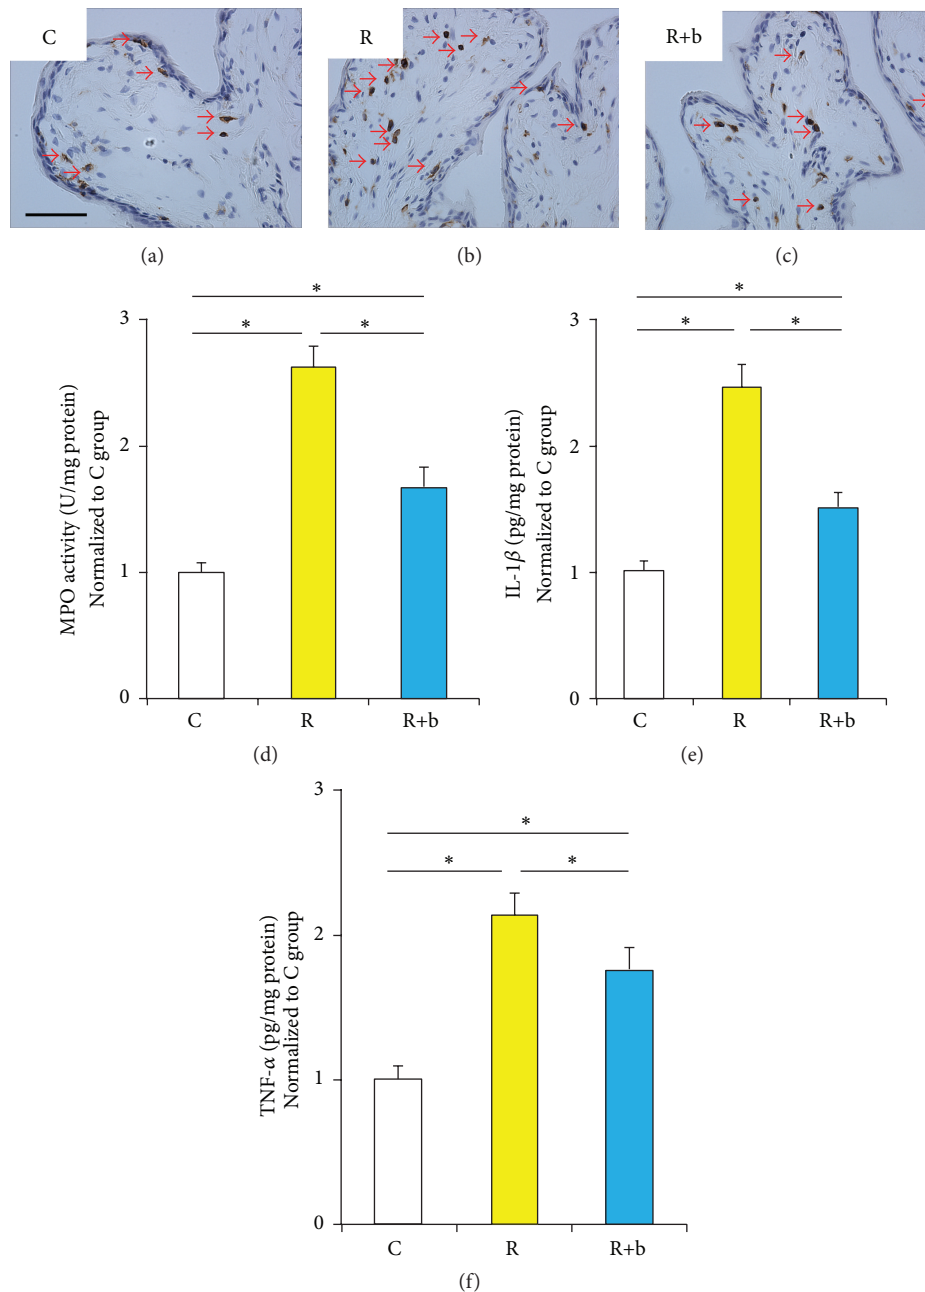 C
R
R+b
(a)
(b)
(c)
* 
* *
3
2
1
0
MPO activity (U/mg protein)
Normalized to C group
C R R+b
(d)
*
* *
3
2
1
0
IL-1β (pg/mg protein)
Normalized to C group
C R R+b
(e)
*
* *
3
2
1
0
TNF-α (pg/mg protein)
Normalized to C group
C R R+b
(f)